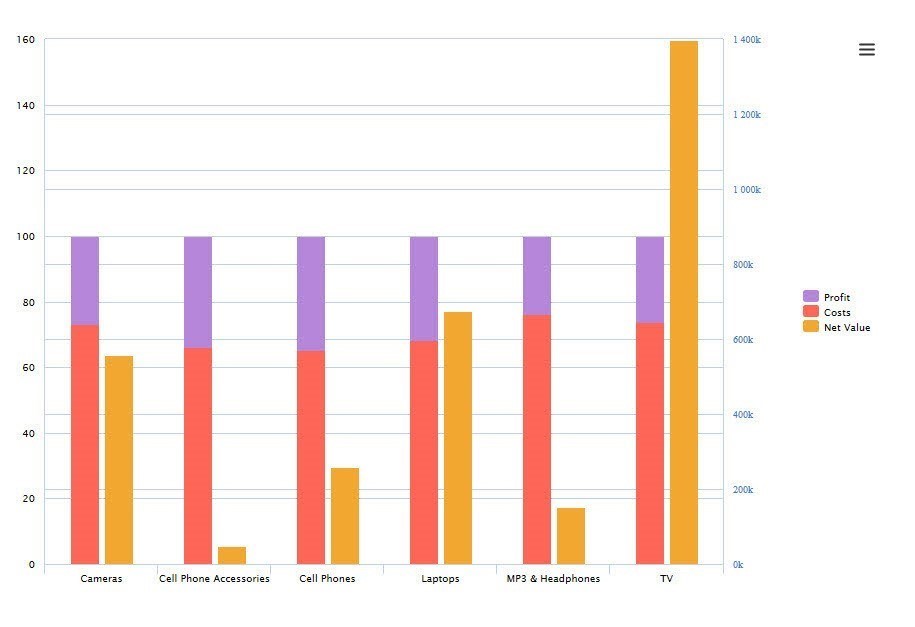 160
140
120
100
80
60
40
20
0
1 400k
1 200k
1 000k
800k
600k
400k
200k
0k
Cameras
Cell Phone Accessories
Cell Phones
Laptops
MP3 & Headphones
TV
Profit
Costs
Net Value